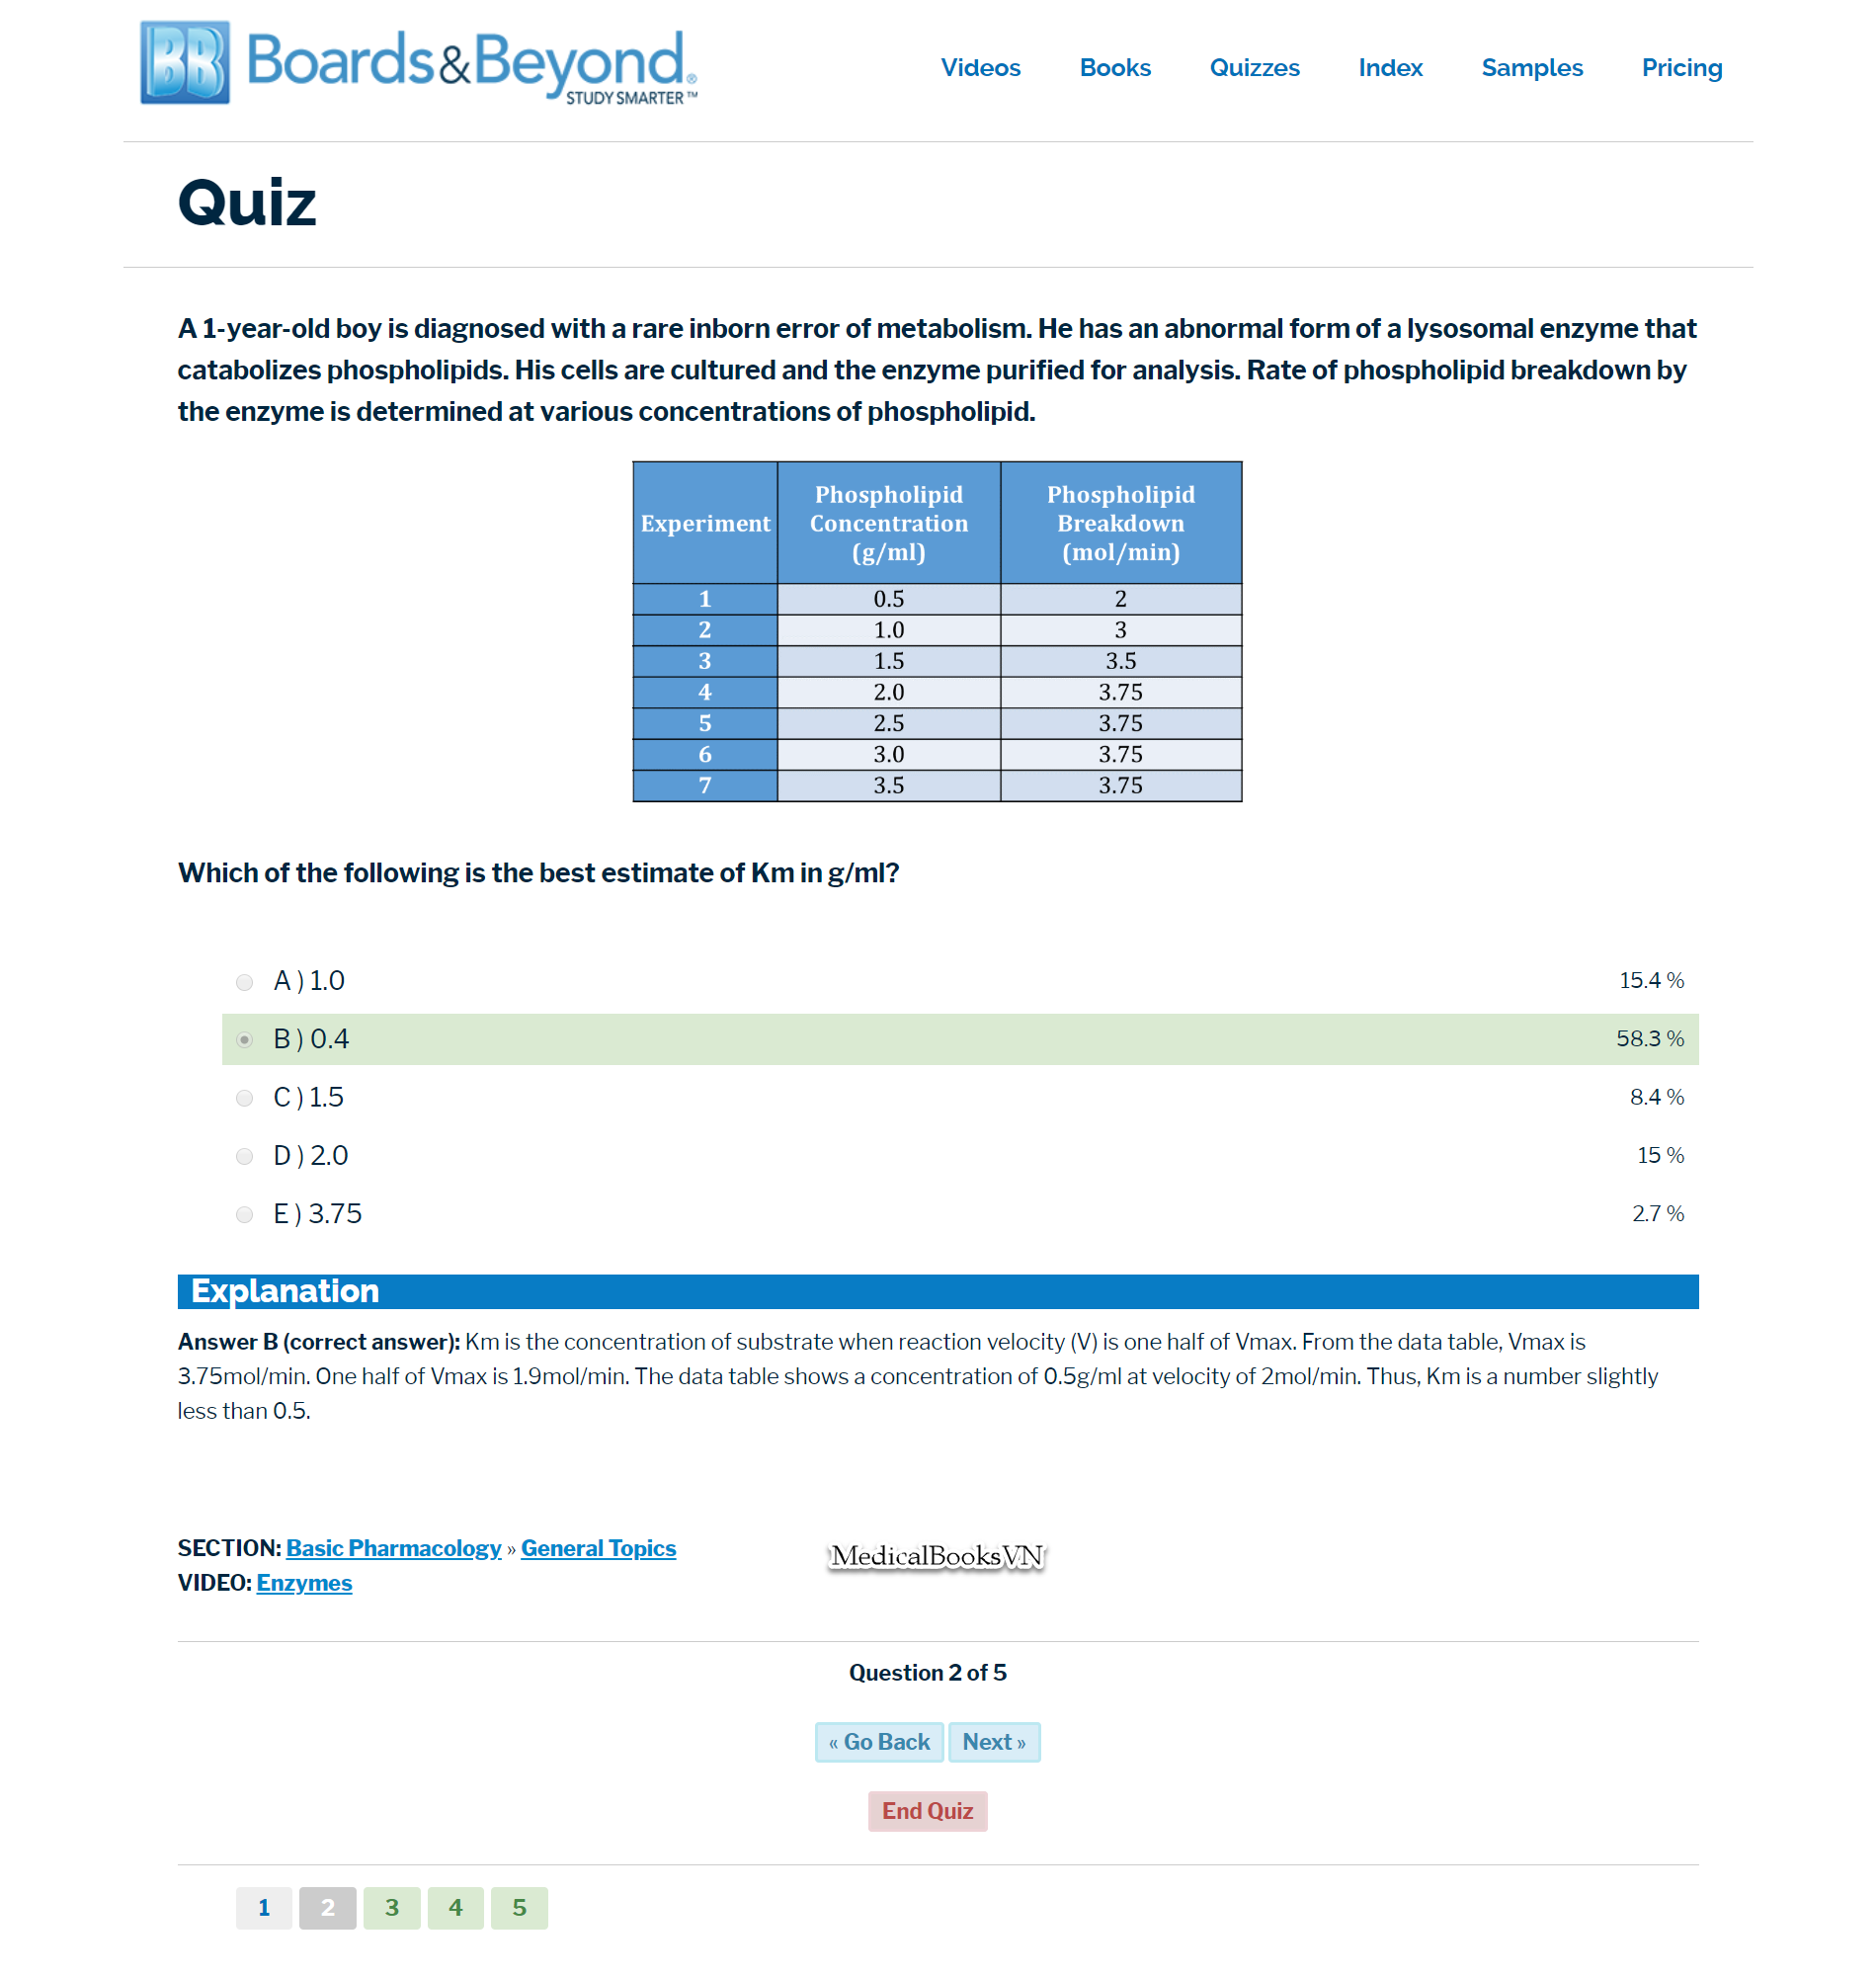 BB Boards&Beyond®
STUDY SMARTER™
Videos Books Quizzes Index Samples Pricing
Quiz
A 1-year-old boy is diagnosed with a rare inborn error of metabolism. He has an abnormal form of a lysosomal enzyme that
catabolizes phospholipids. His cells are cultured and the enzyme purified for analysis. Rate of phospholipid breakdown by
the enzyme is determined at various concentrations of phospholipid.
Experiment Phospholipid Concentration (g/ml) Phospholipid Breakdown (mol/min)
1 0.5 2
2 1.0 3
3 1.5 3.5
4 2.0 3.75
5 2.5 3.75
6 3.0 3.75
7 3.5 3.75
Which of the following is the best estimate of Km in g/ml?
A ) 1.0 15.4 %
B ) 0.4 58.3 %
C ) 1.5 8.4 %
D ) 2.0 15 %
E ) 3.75 2.7 %
Explanation
Answer B (correct answer): Km is the concentration of substrate when reaction velocity (V) is one half of Vmax. From the data table, Vmax is
3.75mol/min. One half of Vmax is 1.9mol/min. The data table shows a concentration of 0.5g/ml at velocity of 2mol/min. Thus, Km is a number slightly
less than 0.5.
SECTION: Basic Pharmacology » General Topics
MedicalBooksVN
VIDEO: Enzymes
Question 2 of 5
« Go Back Next »
End Quiz
1 2 3 4 5